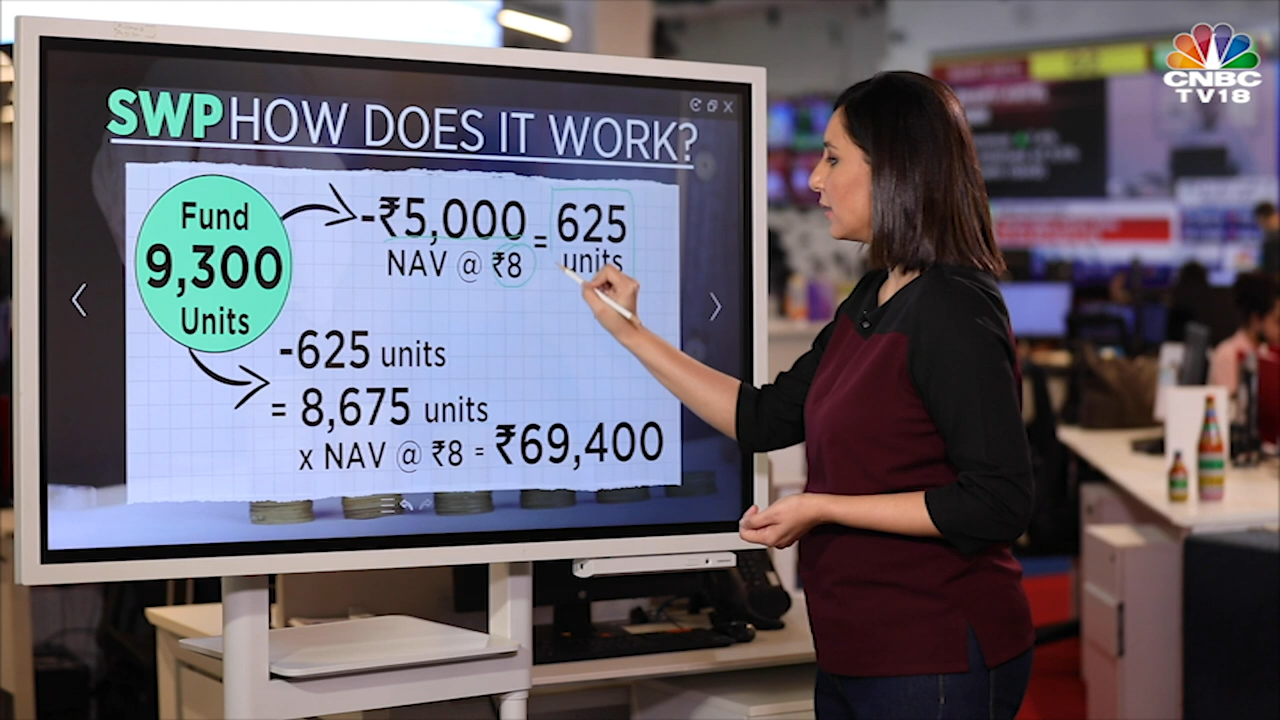 CNBC
TV18
SWP HOW DOES IT WORK?
Fund
9,300
Units
-₹5,000 = 625
NAV @ ₹8 units
-625 units
= 8,675 units
x NAV @ ₹8 = ₹69,400